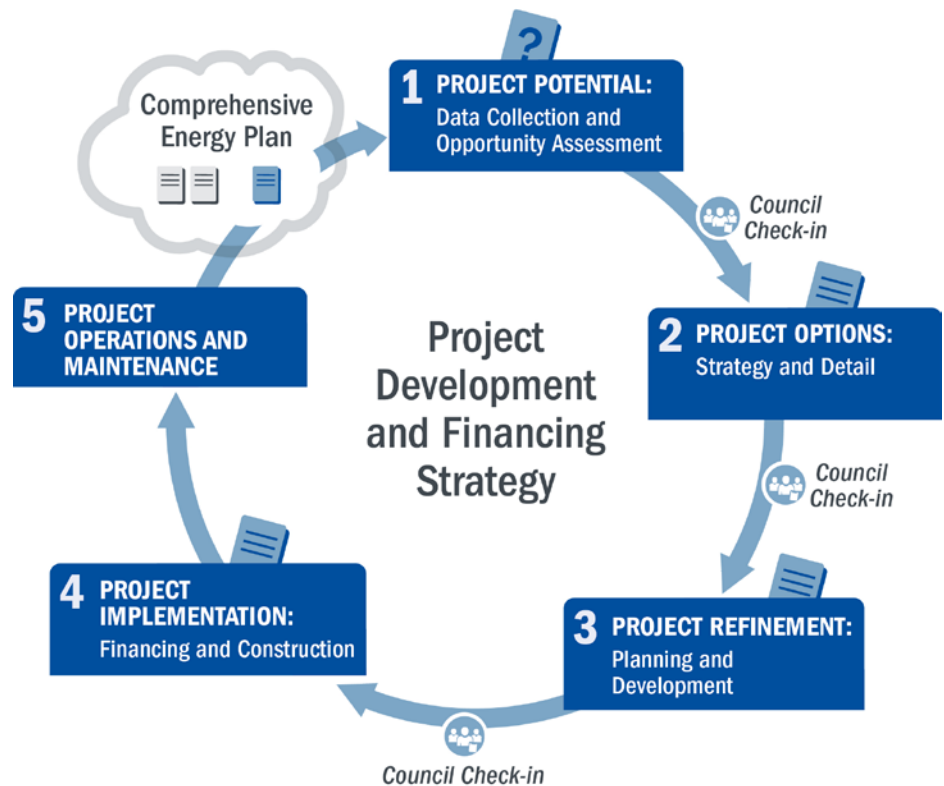 Comprehensive
Energy Plan
?
1 PROJECT POTENTIAL:
Data Collection and
Opportunity Assessment
Council
Check-in
2 PROJECT OPTIONS:
Strategy and Detail
Council
Check-in
3 PROJECT REFINEMENT:
Planning and
Development
Council Check-in
4 PROJECT
IMPLEMENTATION:
Financing and Construction
5 PROJECT
OPERATIONS AND
MAINTENANCE
Project
Development
and Financing
Strategy